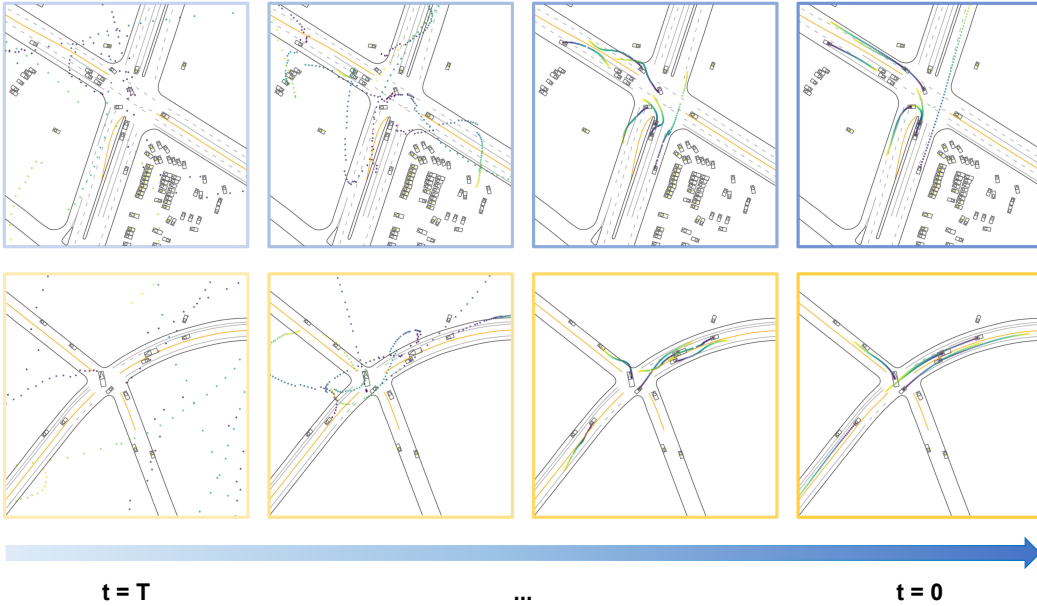 t = T
...
t = 0